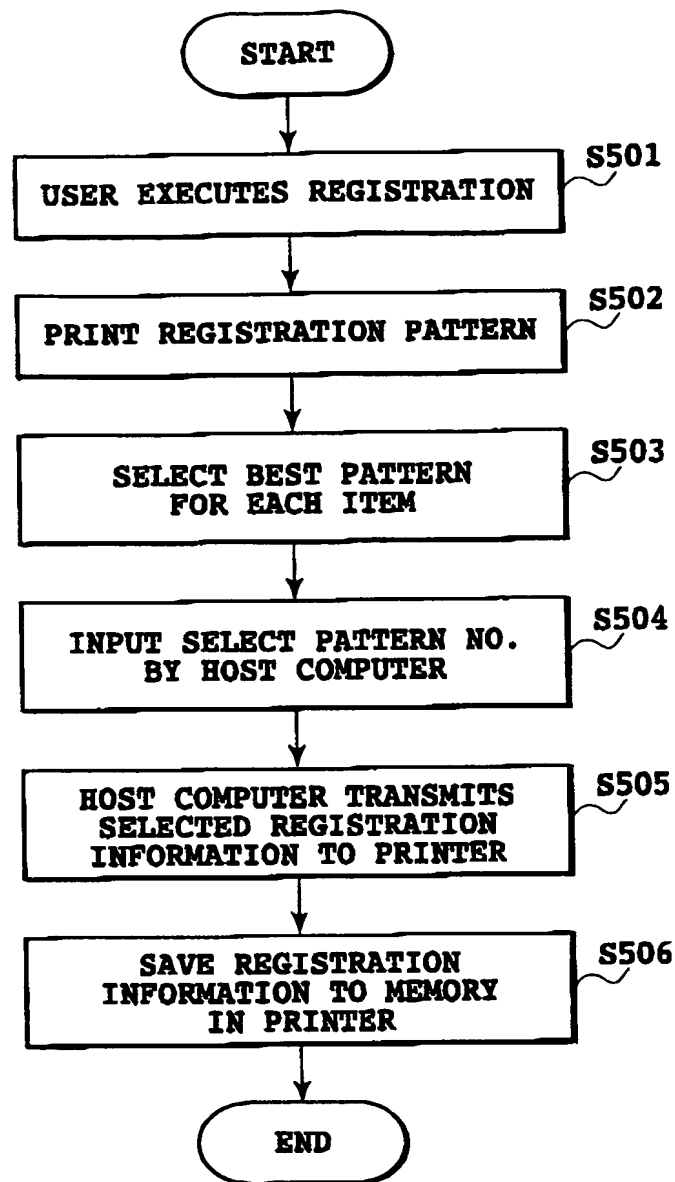 START
S501
USER EXECUTES REGISTRATION
S502
PRINT REGISTRATION PATTERN
S503
SELECT BEST PATTERN
FOR EACH ITEM
S504
INPUT SELECT PATTERN NO.
BY HOST COMPUTER
S505
HOST COMPUTER TRANSMITS
SELECTED REGISTRATION
INFORMATION TO PRINTER
S506
SAVE REGISTRATION
INFORMATION TO MEMORY
IN PRINTER
END